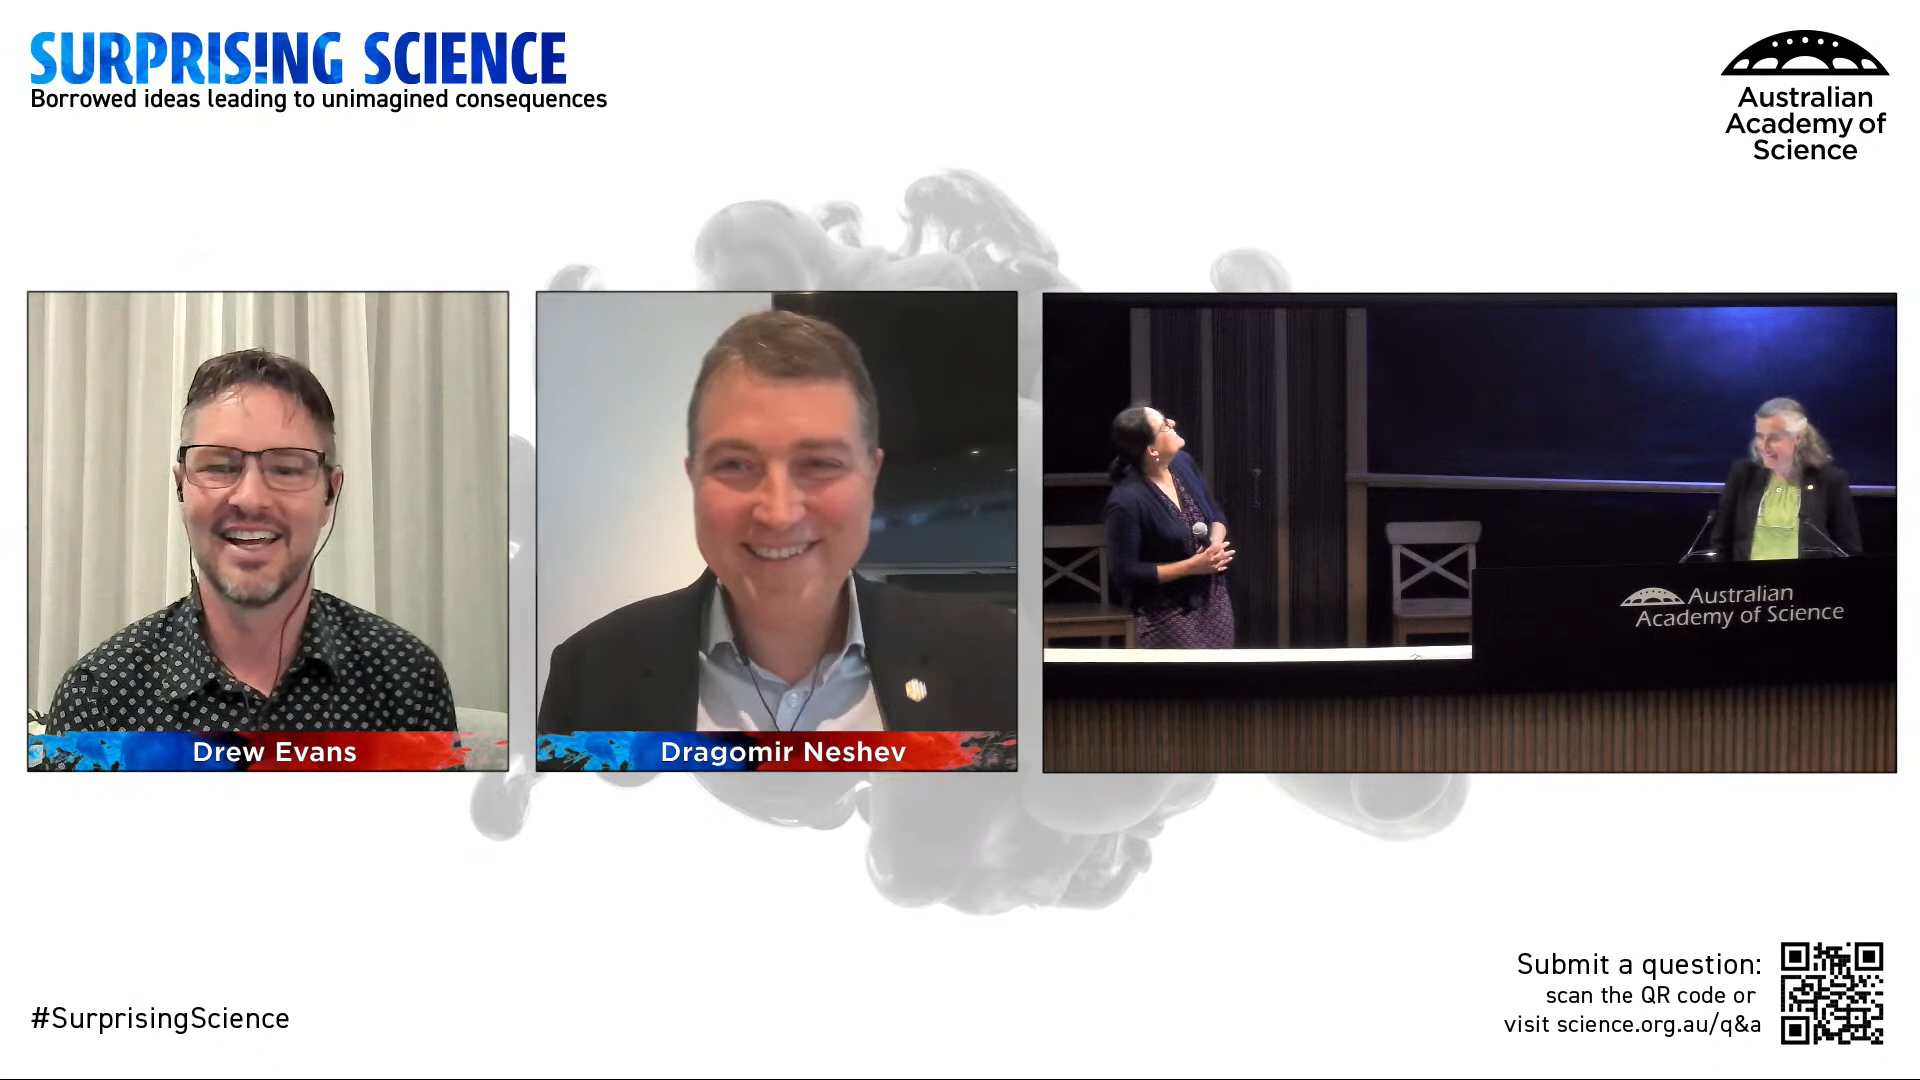 SURPRIS!NG SCIENCE
Borrowed ideas leading to unimagined consequences
Australian
Academy of
Science
Drew Evans
Dragomir Neshev
Australian
Academy of Science
#SurprisingScience
Submit a question:
scan the QR code or
visit science.org.au/q&a